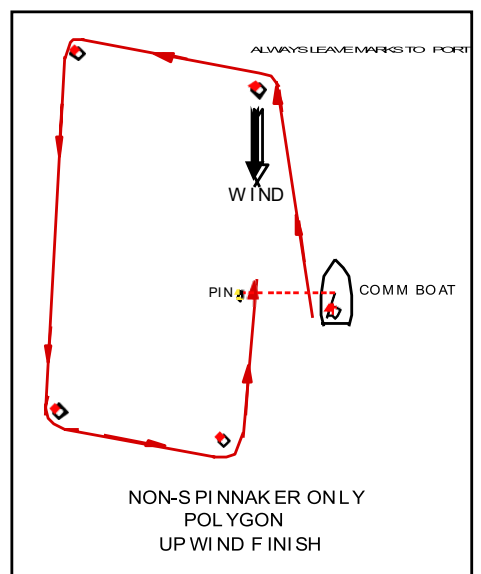 ALWAYS LEAVE MARKS TO PORT
WIND
PIN
COMM BOAT
NON-SPINNAKER ONLY
POLYGON
UPWIND FINISH